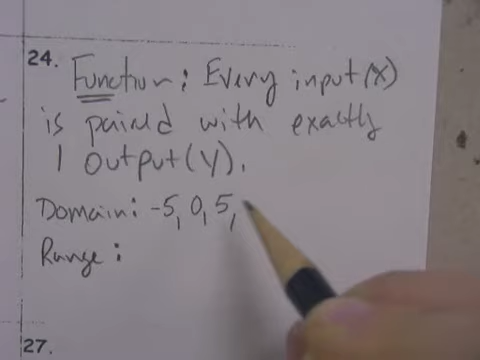 24.
Function: Every input (x)
is paired with exactly
1 output (y).
Domain: -5, 0, 5,
Range:
27.